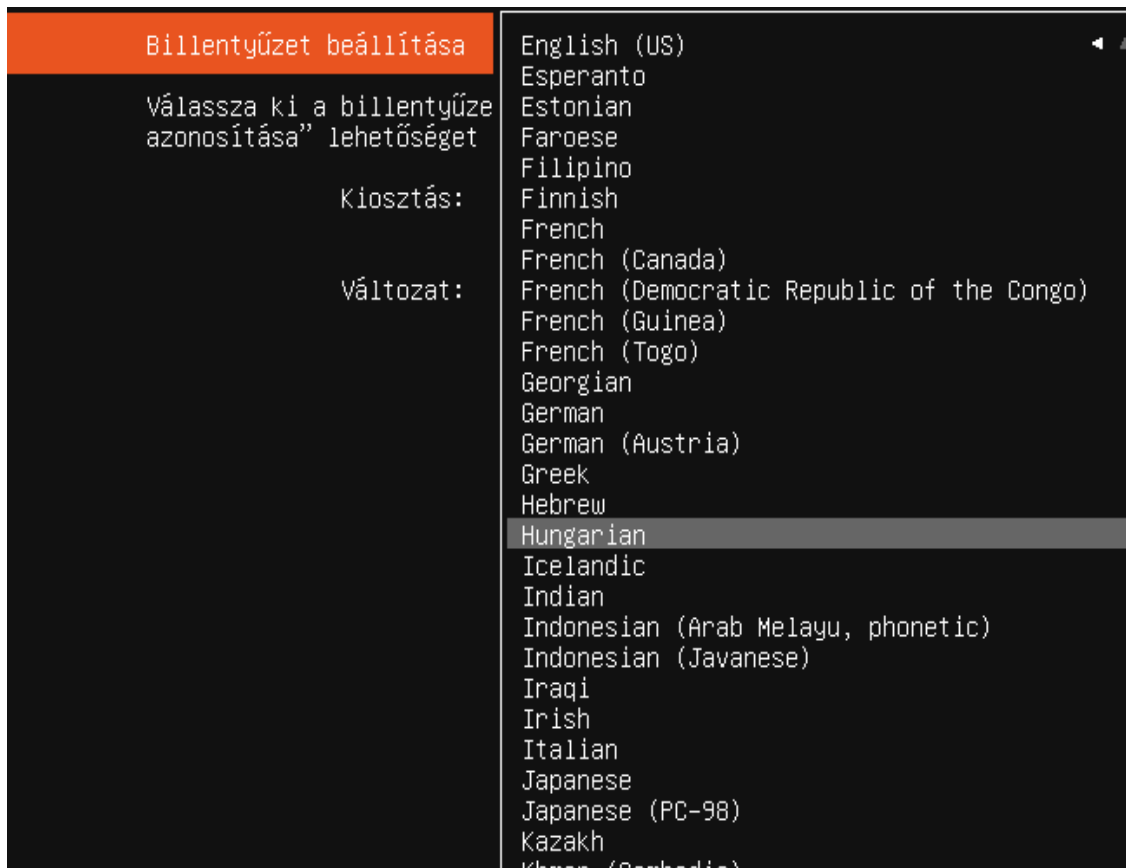 Billentyűzet beállítása
Válassza ki a billentyűze
azonosítása” lehetőséget
Kiosztás:
Változat:
English (US)
Esperanto
Estonian
Faroese
Filipino
Finnish
French
French (Canada)
French (Democratic Republic of the Congo)
French (Guinea)
French (Togo)
Georgian
German
German (Austria)
Greek
Hebrew
Hungarian
Icelandic
Indian
Indonesian (Arab Melayu, phonetic)
Indonesian (Javanese)
Iraqi
Irish
Italian
Japanese
Japanese (PC-98)
Kazakh
Khmer (Cambodia)